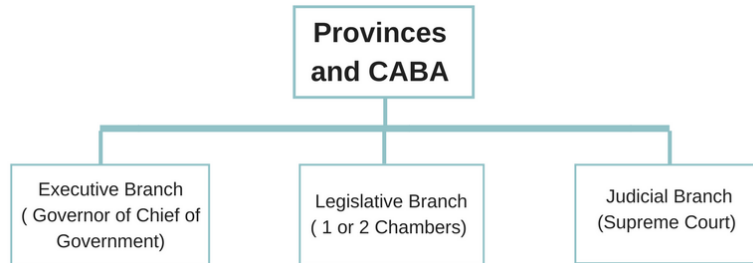 Provinces
and CABA
Executive Branch
( Governor of Chief of
Government)
Legislative Branch
( 1 or 2 Chambers)
Judicial Branch
(Supreme Court)